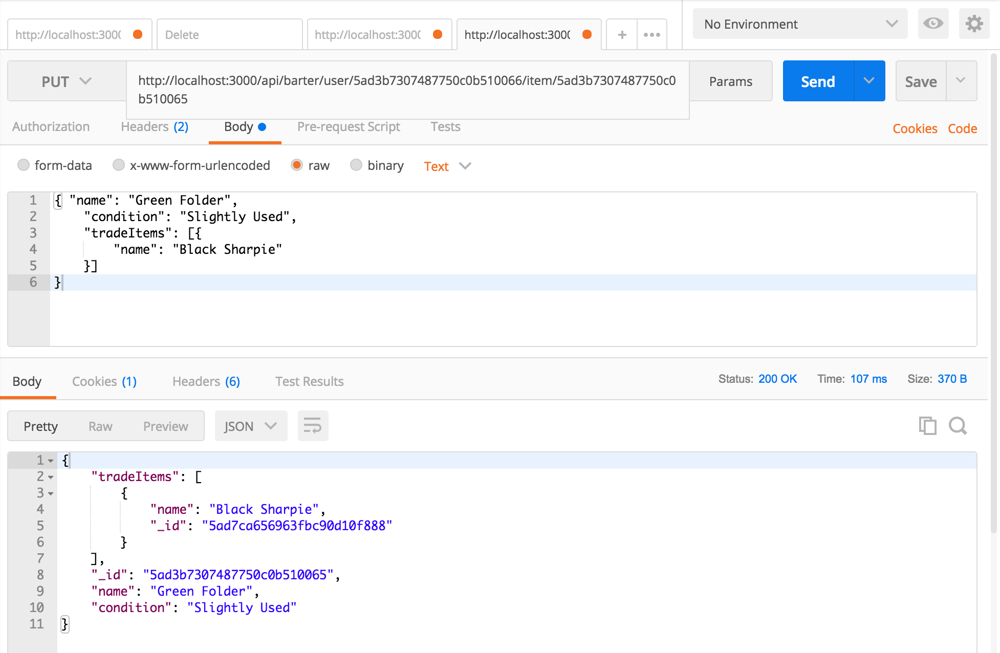 http://localhost:3000 Delete http://localhost:3000 http://localhost:3000 + ••• No Environment
PUT http://localhost:3000/api/barter/user/5ad3b7307487750c0b510066/item/5ad3b7307487750c0 Params Send Save
b510065
Authorization Headers (2) Body Pre-request Script Tests Cookies Code
form-data x-www-form-urlencoded raw binary Text
1 { "name": "Green Folder",
2 "condition": "Slightly Used",
3 "tradeItems": [{
4 "name": "Black Sharpie"
5 }]
6 }
Body Cookies (1) Headers (6) Test Results Status: 200 OK Time: 107 ms Size: 370 B
Pretty Raw Preview JSON
1 {
2 "tradeItems": [
3 {
4 "name": "Black Sharpie",
5 "_id": "5ad7ca656963fbc90d10f888"
6 }
7 ],
8 "_id": "5ad3b7307487750c0b510065",
9 "name": "Green Folder",
10 "condition": "Slightly Used"
11 }